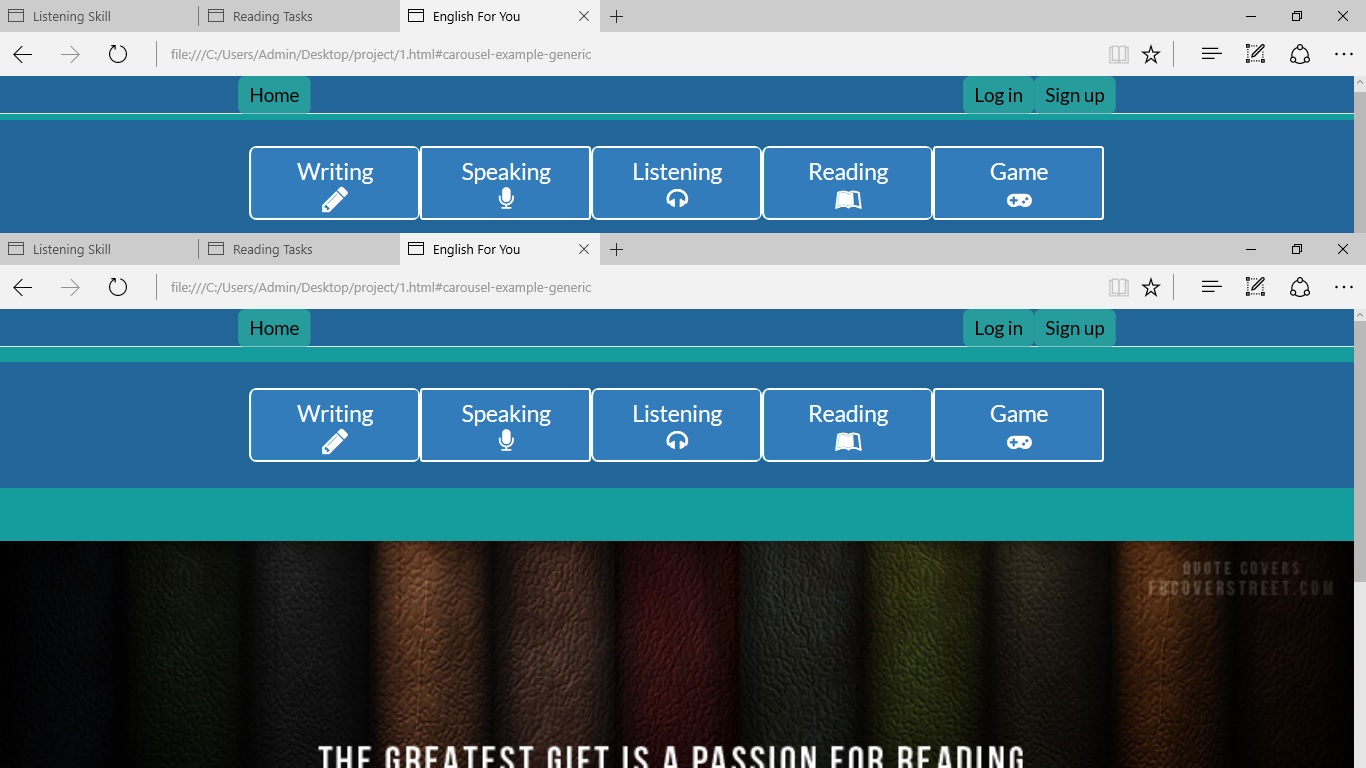 Listening Skill Reading Tasks English For You
file:///C:/Users/Admin/Desktop/project/1.html#carousel-example-generic
Home Log in Sign up
Writing Speaking Listening Reading Game
Listening Skill Reading Tasks English For You
file:///C:/Users/Admin/Desktop/project/1.html#carousel-example-generic
Home Log in Sign up
Writing Speaking Listening Reading Game
QUOTE COVERS
FBCOVERSTREET.COM
THE GREATEST GIFT IS A PASSION FOR READING